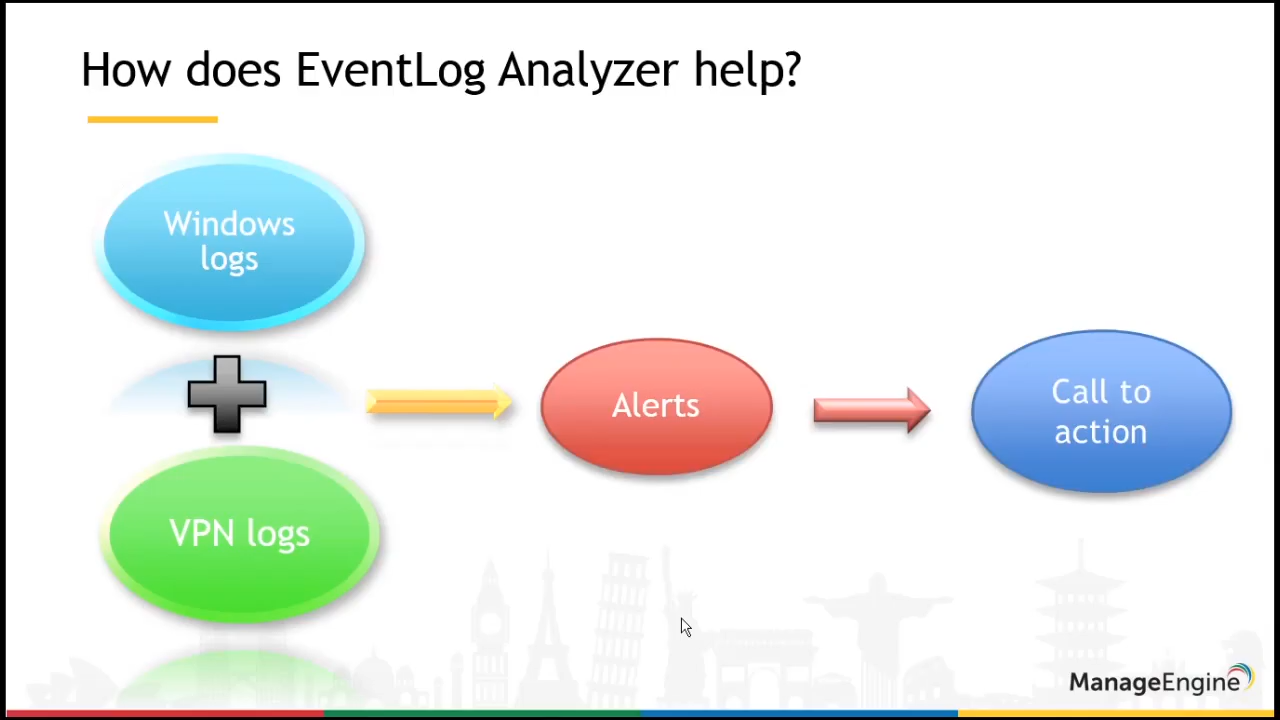 How does EventLog Analyzer help?
Windows
logs
VPN logs
Alerts
Call to
action
ManageEngine